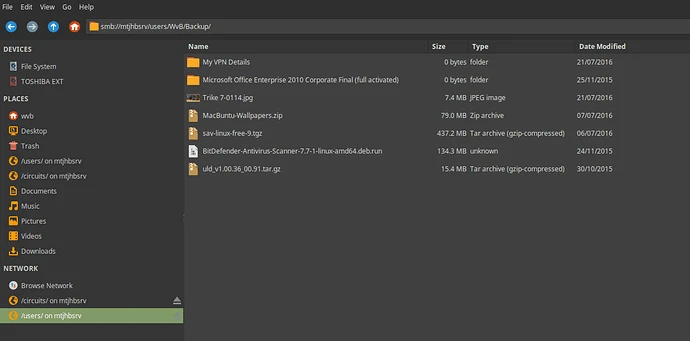 File Edit View Go Help
smb://mtjhbsrv/users/WvB/Backup/
DEVICES
File System
TOSHIBA EXT
PLACES
wvb
Desktop
Trash
/users/ on mtjhbsrv
/circuits/ on mtjhbsrv
Documents
Music
Pictures
Videos
Downloads
NETWORK
Browse Network
/circuits/ on mtjhbsrv
/users/ on mtjhbsrv
Name Size Type Date Modified
My VPN Details 0 bytes folder 21/07/2016
Microsoft Office Enterprise 2010 Corporate Final (full activated) 0 bytes folder 25/11/2015
Trike 7-0114.jpg 7.4 MB JPEG image 21/07/2016
MacBuntu-Wallpapers.zip 79.0 MB Zip archive 07/07/2016
sav-linux-free-9.tgz 437.2 MB Tar archive (gzip-compressed) 06/07/2016
BitDefender-Antivirus-Scanner-7.7-1-linux-amd64.deb.run 134.3 MB unknown 24/11/2015
uld_v1.00.36_00.91.tar.gz 15.4 MB Tar archive (gzip-compressed) 30/10/2015